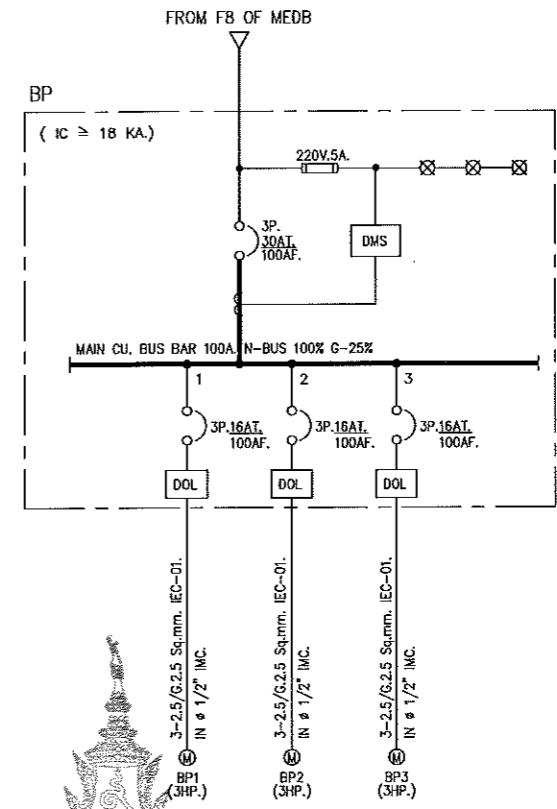 FROM F8 OF MEDB
BP
( IC ≥ 18 KA.)
220V.5A.
3P.
30AT.
100AF.
DMS
MAIN CU. BUS BAR 100A. N-BUS 100% G-25%
1
2
3
3P.16AT.
100AF.
3P.16AT.
100AF.
3P.16AT.
100AF.
DOL
DOL
DOL
3-2.5/G.2.5 Sq.mm. IEC-01.
IN ø 1/2" IMC.
3-2.5/G.2.5 Sq.mm. IEC-01.
IN ø 1/2" IMC.
3-2.5/G.2.5 Sq.mm. IEC-01.
IN ø 1/2" IMC.
M
M
M
BP1
(3HP.)
BP2
(3HP.)
BP3
(3HP.)